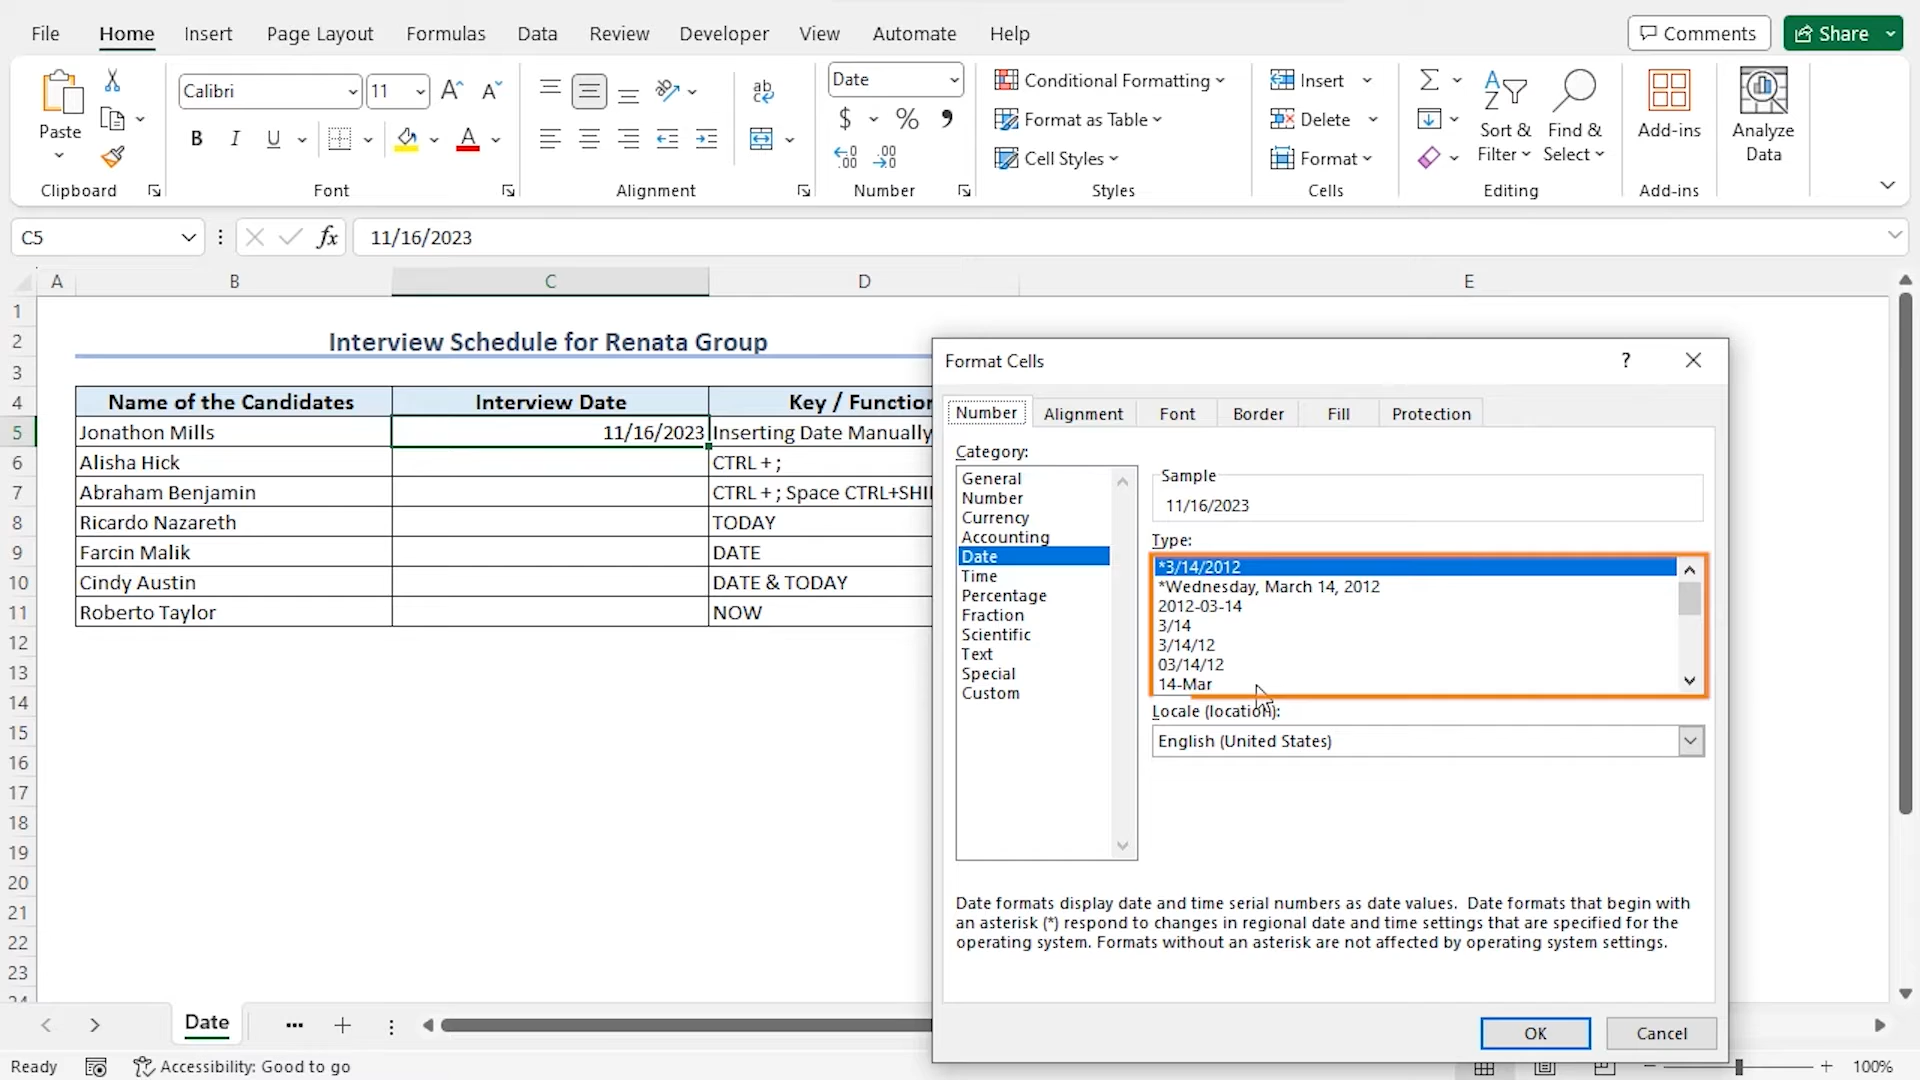 File Home Insert Page Layout Formulas Data Review Developer View Automate Help Comments Share
Calibri 11 A A ab c Date Conditional Formatting Insert Σ A Z
Paste $ % Format as Table Delete Sort & Filter Find & Select Add-ins Analyze Data
B I U A .00 .00 Cell Styles Format
Clipboard Font Alignment Number Styles Cells Editing Add-ins
C5 fx 11/16/2023
A B C D E
1
2 Interview Schedule for Renata Group
3
4 Name of the Candidates Interview Date Key / Function
5 Jonathon Mills 11/16/2023 Inserting Date Manually
6 Alisha Hick CTRL + ;
7 Abraham Benjamin CTRL + ; Space CTRL+SHI
8 Ricardo Nazareth TODAY
9 Farcin Malik DATE
10 Cindy Austin DATE & TODAY
11 Roberto Taylor NOW
12
13
14
15
16
17
18
19
20
21
22
23
24
Format Cells ?
Number Alignment Font Border Fill Protection
Category:
General
Number
Currency
Accounting
Date
Time
Percentage
Fraction
Scientific
Text
Special
Custom
Sample
11/16/2023
Type:
*3/14/2012
*Wednesday, March 14, 2012
2012-03-14
3/14
3/14/12
03/14/12
14-Mar
Locale (location):
English (United States)
Date formats display date and time serial numbers as date values. Date formats that begin with
an asterisk (*) respond to changes in regional date and time settings that are specified for the
operating system. Formats without an asterisk are not affected by operating system settings.
OK Cancel
Date ...
Ready Accessibility: Good to go 100%